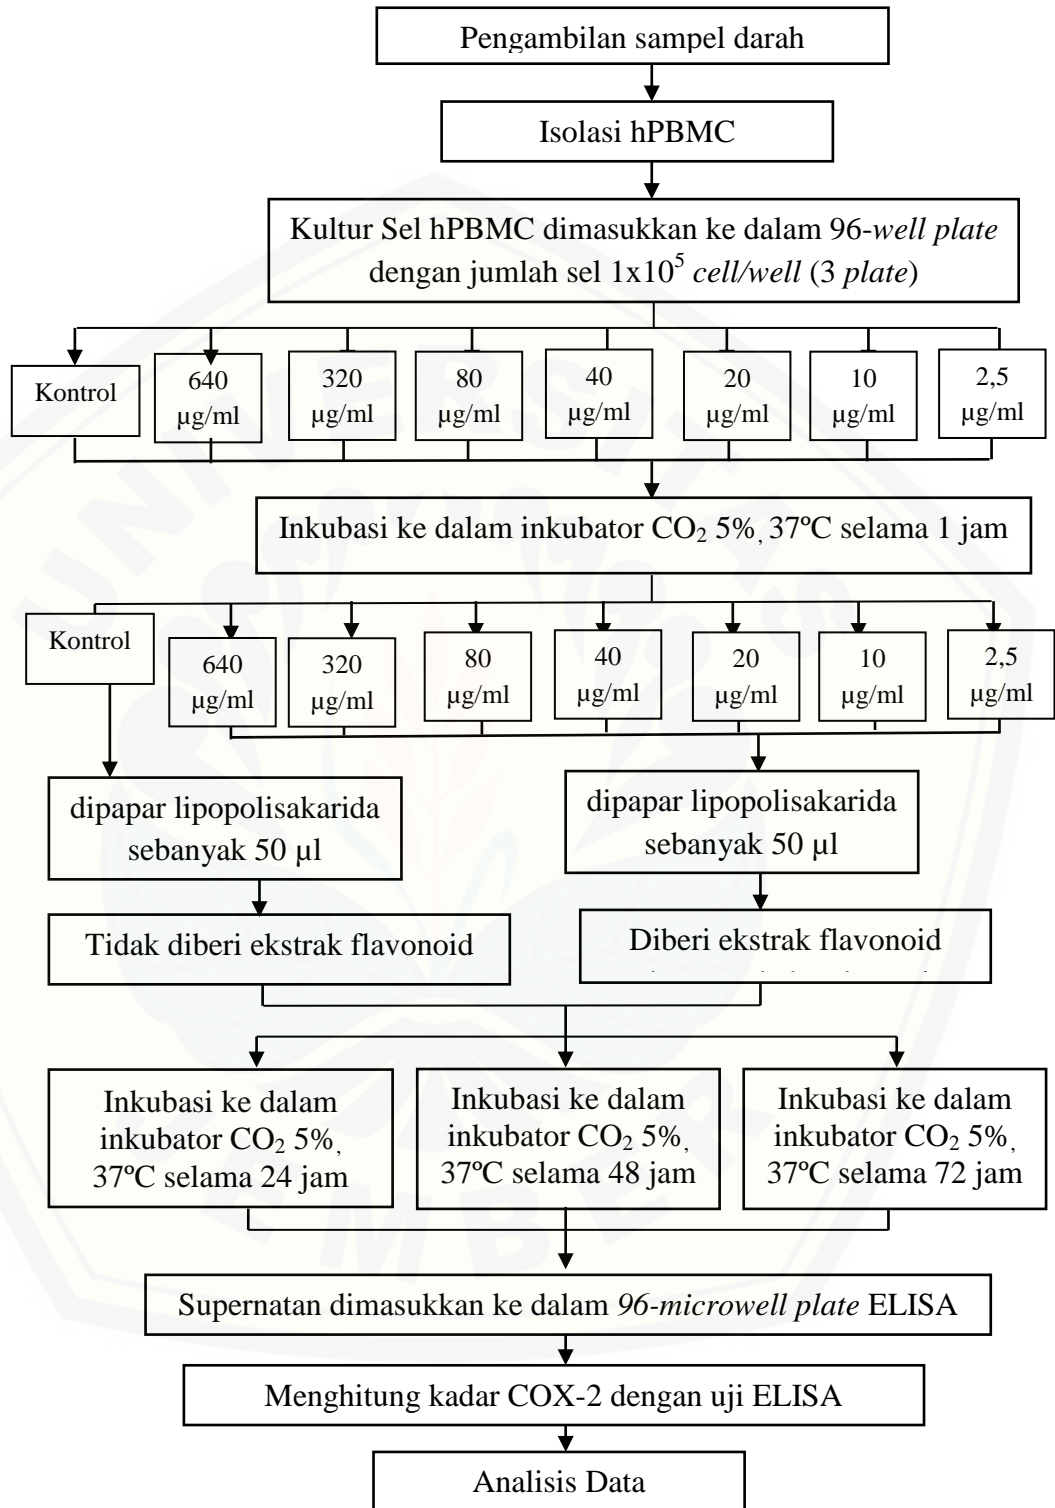 Pengambilan sampel darah
Isolasi hPBMC
Kultur Sel hPBMC dimasukkan ke dalam 96-well plate
dengan jumlah sel 1x10⁵ cell/well (3 plate)
Kontrol
640
µg/ml
320
µg/ml
80
µg/ml
40
µg/ml
20
µg/ml
10
µg/ml
2,5
µg/ml
Inkubasi ke dalam inkubator CO₂ 5%, 37ºC selama 1 jam
Kontrol
640
µg/ml
320
µg/ml
80
µg/ml
40
µg/ml
20
µg/ml
10
µg/ml
2,5
µg/ml
dipapar lipopolisakarida
sebanyak 50 µl
dipapar lipopolisakarida
sebanyak 50 µl
Tidak diberi ekstrak flavonoid
Diberi ekstrak flavonoid
Inkubasi ke dalam
inkubator CO₂ 5%,
37ºC selama 24 jam
Inkubasi ke dalam
inkubator CO₂ 5%,
37ºC selama 48 jam
Inkubasi ke dalam
inkubator CO₂ 5%,
37ºC selama 72 jam
Supernatan dimasukkan ke dalam 96-microwell plate ELISA
Menghitung kadar COX-2 dengan uji ELISA
Analisis Data
UNIVERSITAS
JEMBER